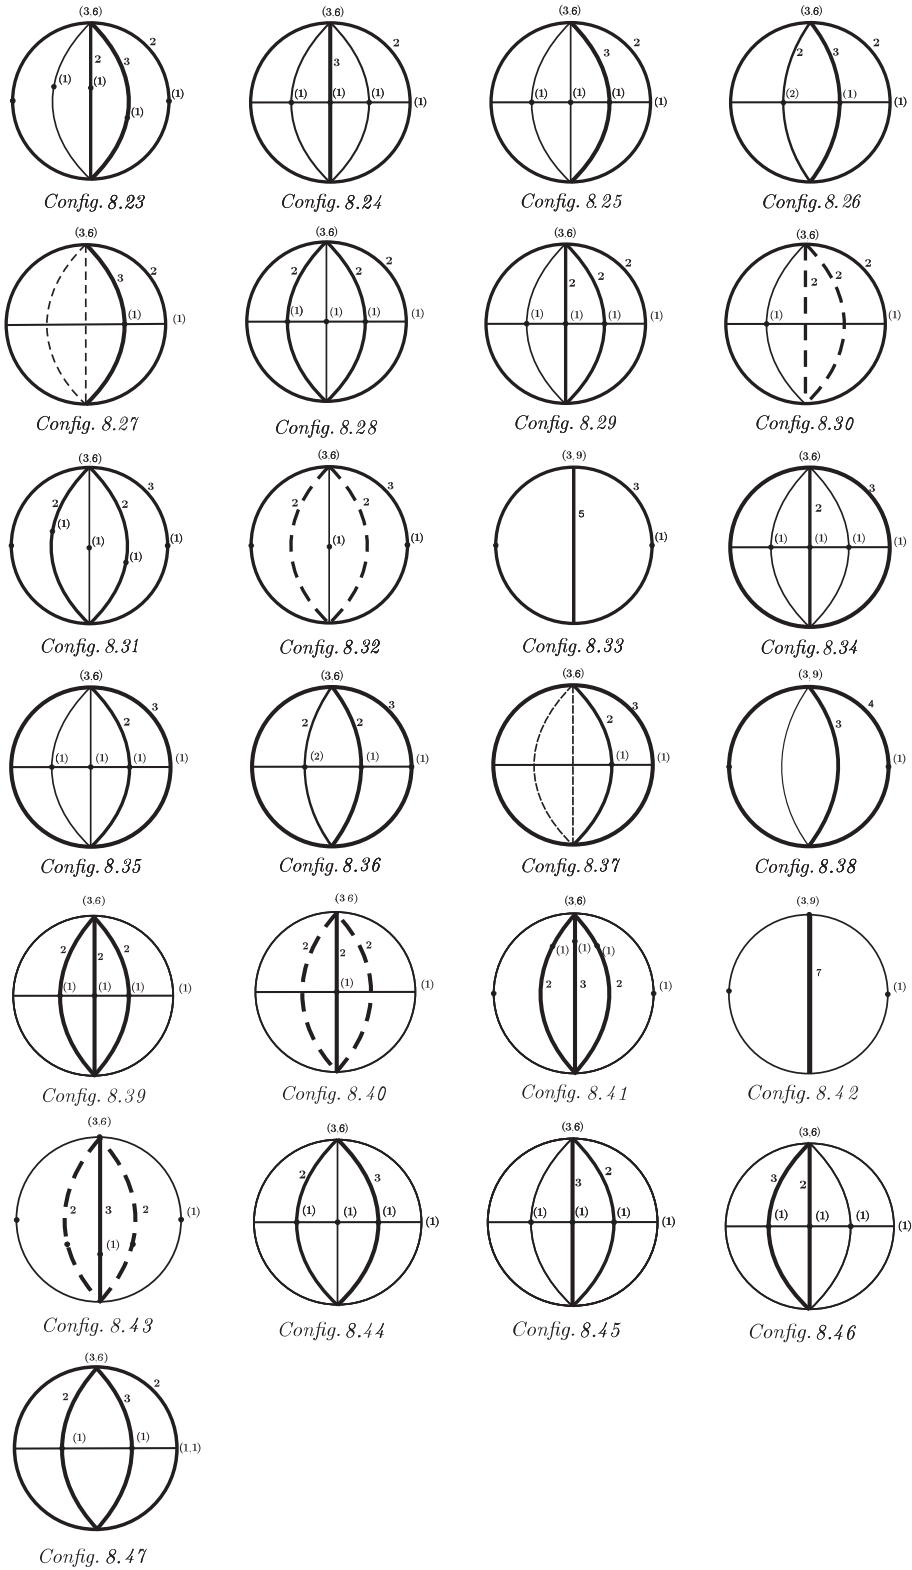 (3.6) (3.6) (3.6) (3.6)
2 3 2 (1) (1) (1) (1)
3 2 (1) (1) (1) (1)
3 2 (1) (1) (1) (1)
2 3 2 (2) (1) (1)
Config. 8.23 Config. 8.24 Config. 8.25 Config. 8.26
(3.6) (3.6) (3.6) (3.6)
3 2 (1) (1)
2 2 2 (1) (1) (1) (1)
2 2 2 (1) (1) (1) (1)
2 2 2 (1) (1)
Config. 8.27 Config. 8.28 Config. 8.29 Config. 8.30
(3.6) (3.6) (3,9) (3.6)
2 2 3 (1) (1) (1) (1)
2 2 3 (1) (1)
5 3 (1)
2 3 (1) (1) (1) (1)
Config. 8.31 Config. 8.32 Config. 8.33 Config. 8.34
(3.6) (3.6) (3.6) (3,9)
2 3 (1) (1) (1) (1)
2 2 3 (2) (1) (1)
2 3 (1) (1)
3 4 (1)
Config. 8.35 Config. 8.36 Config. 8.37 Config. 8.38
(3.6) (3 6) (3.6) (3,9)
2 2 2 (1) (1) (1) (1)
2 2 2 (1) (1)
(1) (1) (1) 2 3 2 (1)
7 (1)
Config. 8.39 Config. 8.40 Config. 8.41 Config. 8.42
(3.6) (3.6) (3.6) (3.6)
2 3 2 (1) (1)
2 3 (1) (1) (1) (1)
3 2 (1) (1) (1) (1)
3 2 (1) (1) (1) (1)
Config. 8.43 Config. 8.44 Config. 8.45 Config. 8.46
(3.6)
2 3 2 (1) (1) (1,1)
Config. 8.47